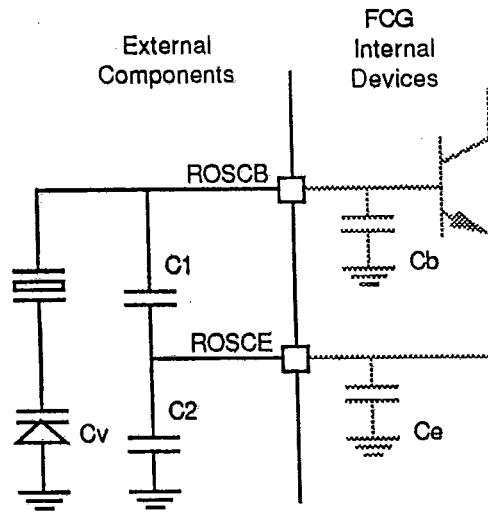 External
Components
FCG
Internal
Devices
ROSCB
C1
Cb
ROSCE
C2
Cv
Ce